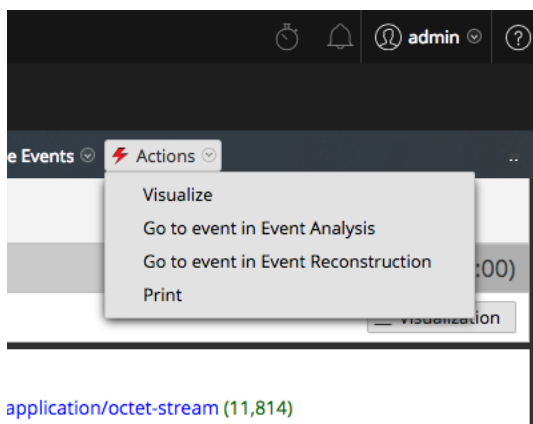 admin
?
e Events
Actions
..
Visualize
Go to event in Event Analysis
Go to event in Event Reconstruction
:00)
Print
Visualization
application/octet-stream (11,814)